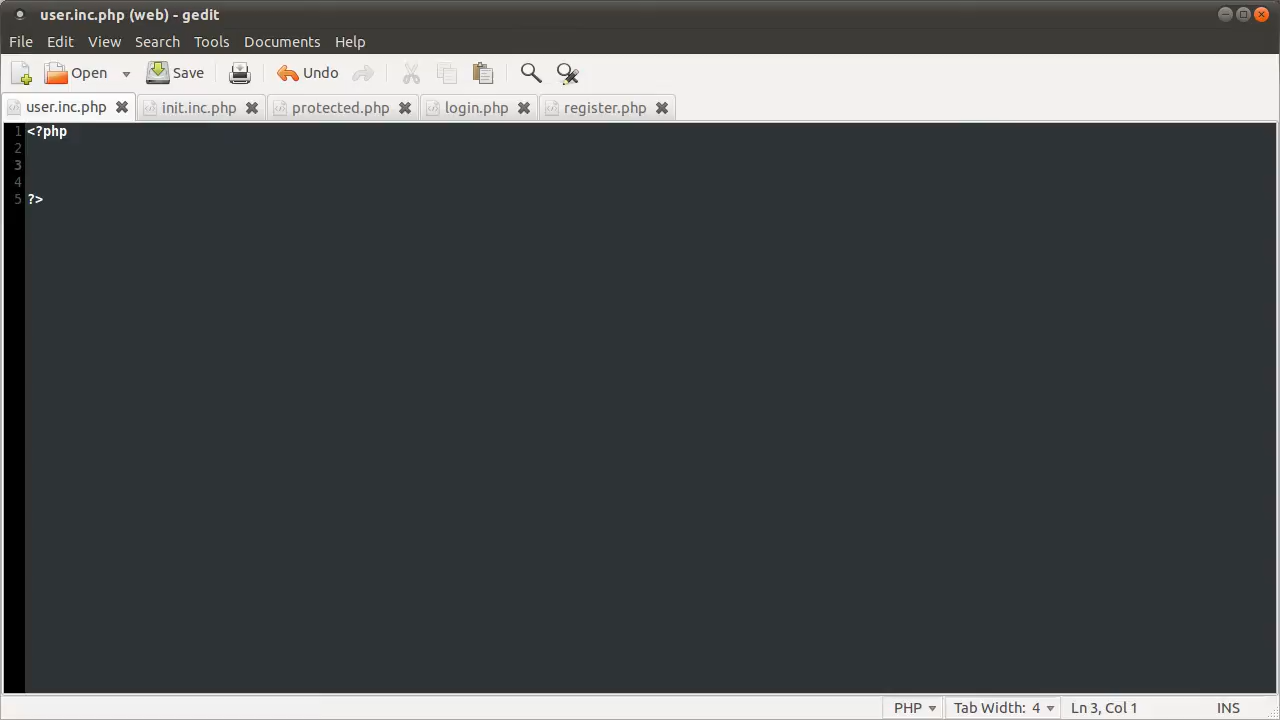 user.inc.php (web) - gedit
File Edit View Search Tools Documents Help
Open Save Undo
user.inc.php init.inc.php protected.php login.php register.php
1 <?php
2
3
4
5 ?>
PHP Tab Width: 4 Ln 3, Col 1 INS